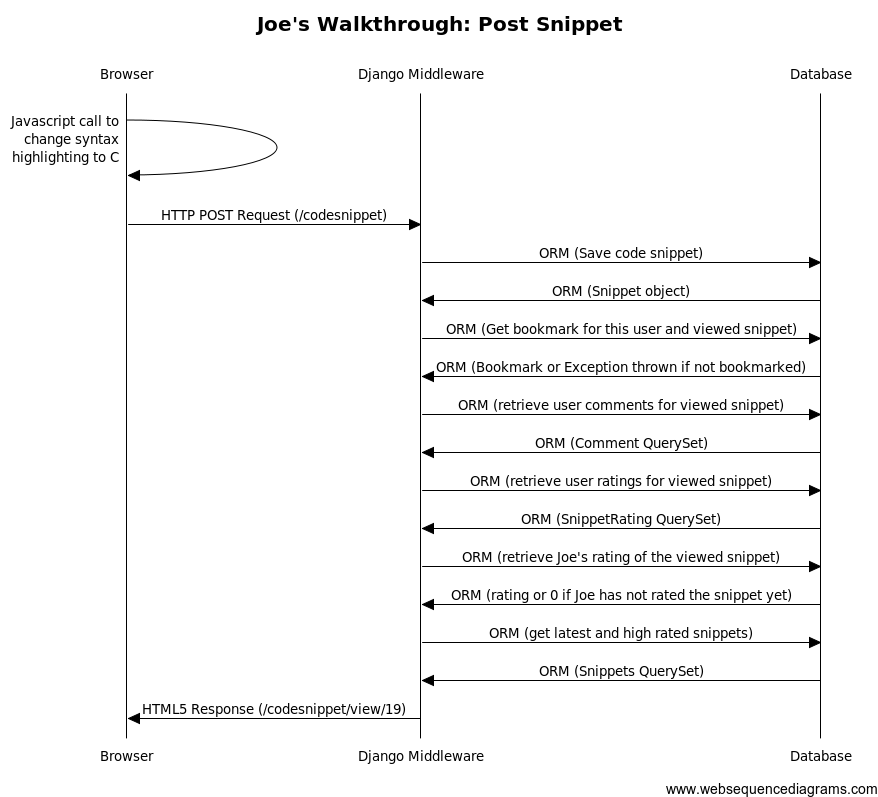 Joe's Walkthrough: Post Snippet
Browser
Django Middleware
Database
Javascript call to
change syntax
highlighting to C
HTTP POST Request (/codesnippet)
ORM (Save code snippet)
ORM (Snippet object)
ORM (Get bookmark for this user and viewed snippet)
ORM (Bookmark or Exception thrown if not bookmarked)
ORM (retrieve user comments for viewed snippet)
ORM (Comment QuerySet)
ORM (retrieve user ratings for viewed snippet)
ORM (SnippetRating QuerySet)
ORM (retrieve Joe's rating of the viewed snippet)
ORM (rating or 0 if Joe has not rated the snippet yet)
ORM (get latest and high rated snippets)
ORM (Snippets QuerySet)
HTML5 Response (/codesnippet/view/19)
Browser
Django Middleware
Database
www.websequencediagrams.com